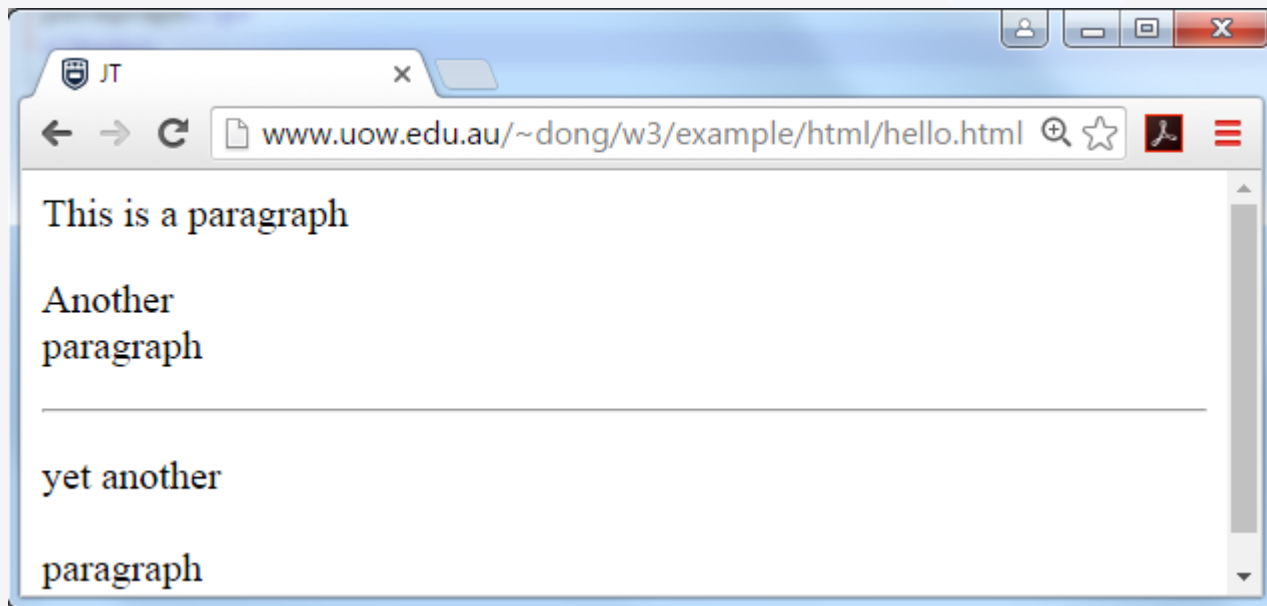 JT
www.uow.edu.au/~dong/w3/example/html/hello.html
This is a paragraph
Another
paragraph
yet another
paragraph